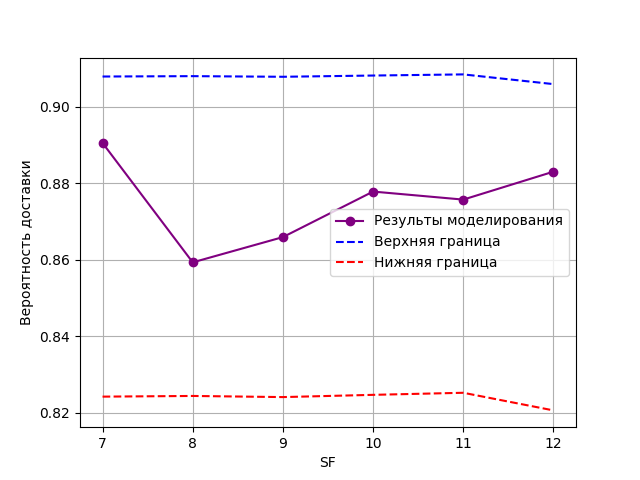 0.90
0.88
0.86
0.84
0.82
Вероятность доставки
Результы моделирования
Верхняя граница
Нижняя граница
7 8 9 10 11 12
SF